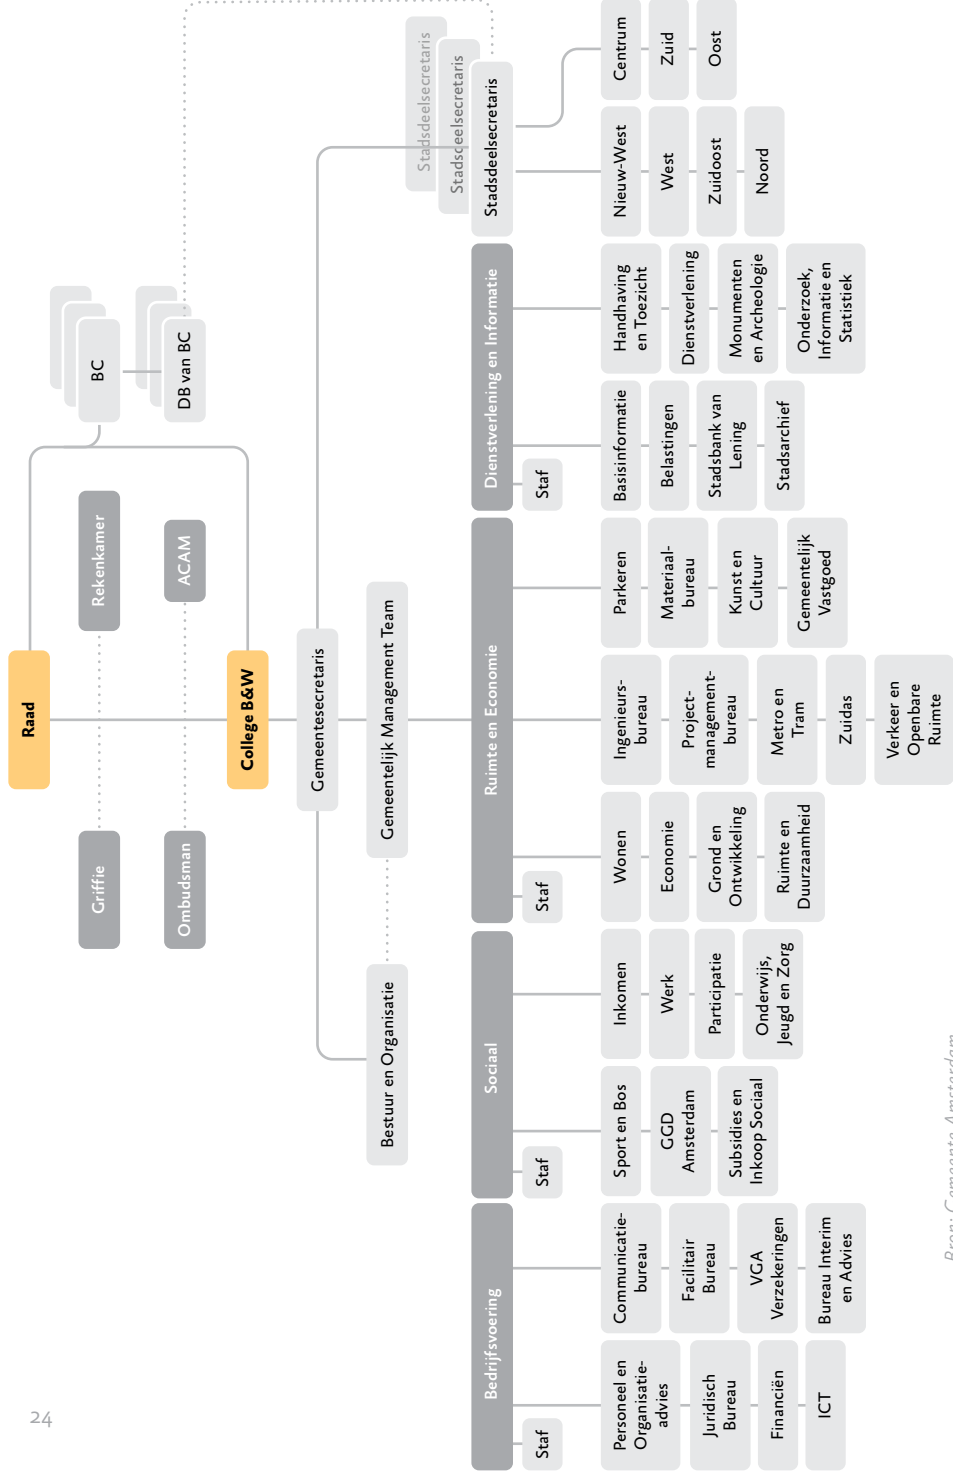 24
Raad
Griffie
Rekenkamer
BC
Ombudsman
ACAM
DB van BC
College B&W
Gemeentesecretaris
Bestuur en Organisatie
Gemeentelijk Management Team
Stadsdeelsecretaris
Stadsdeelsecretaris
Stadsdeelsecretaris
Bedrijfsvoering
Staf
Personeel en
Organisatie-
advies
Juridisch
Bureau
Financiën
ICT
Communicatie-
bureau
Facilitair
Bureau
VGA
Verzekeringen
Bureau Interim
en Advies
Sociaal
Staf
Sport en Bos
GGD
Amsterdam
Subsidies en
Inkoop Sociaal
Inkomen
Werk
Participatie
Onderwijs,
Jeugd en Zorg
Ruimte en Economie
Staf
Wonen
Economie
Grond en
Ontwikkeling
Ruimte en
Duurzaamheid
Ingenieurs-
bureau
Project-
management-
bureau
Metro en
Tram
Zuidas
Verkeer en
Openbare
Ruimte
Parkeren
Materiaal-
bureau
Kunst en
Cultuur
Gemeentelijk
Vastgoed
Dienstverlening en Informatie
Staf
Basisinformatie
Belastingen
Stadsbank van
Lening
Stadsarchief
Handhaving
en Toezicht
Dienstverlening
Monumenten
en Archeologie
Onderzoek,
Informatie en
Statistiek
Nieuw-West
West
Zuidoost
Noord
Centrum
Zuid
Oost
Bron: Gemeente Amsterdam